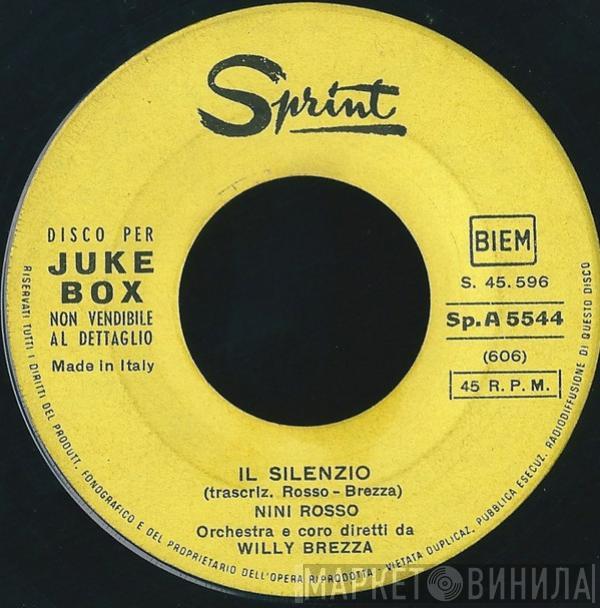 Sprint
DISCO PER
JUKE
BOX
NON VENDIBILE
AL DETTAGLIO
Made in Italy
BIEM
S. 45.596
Sp.A 5544
(606)
45 R.P.M.
IL SILENZIO
(trascriz. Rosso - Brezza)
NINI ROSSO
Orchestra e coro diretti da
WILLY BREZZA
RISERVATI TUTTI I DIRITTI DEL PRODUTT. FONOGRAFICO E DEL PROPRIETARIO DELL'OPERA RIPRODOTTA - VIETATA DUPLICAZ. PUBBLICA ESECUZ. RADIODIFFUSIONE DI QUESTO DISCO
МАРКЕТ ВИНИЛА